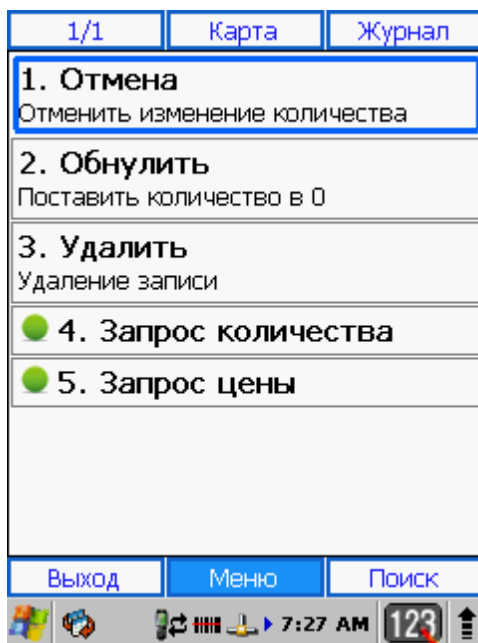 1/1 Карта Журнал
1. Отмена
Отменить изменение количества
2. Обнулить
Поставить количество в 0
3. Удалить
Удаление записи
4. Запрос количества
5. Запрос цены
Выход Меню Поиск
7:27 AM 123